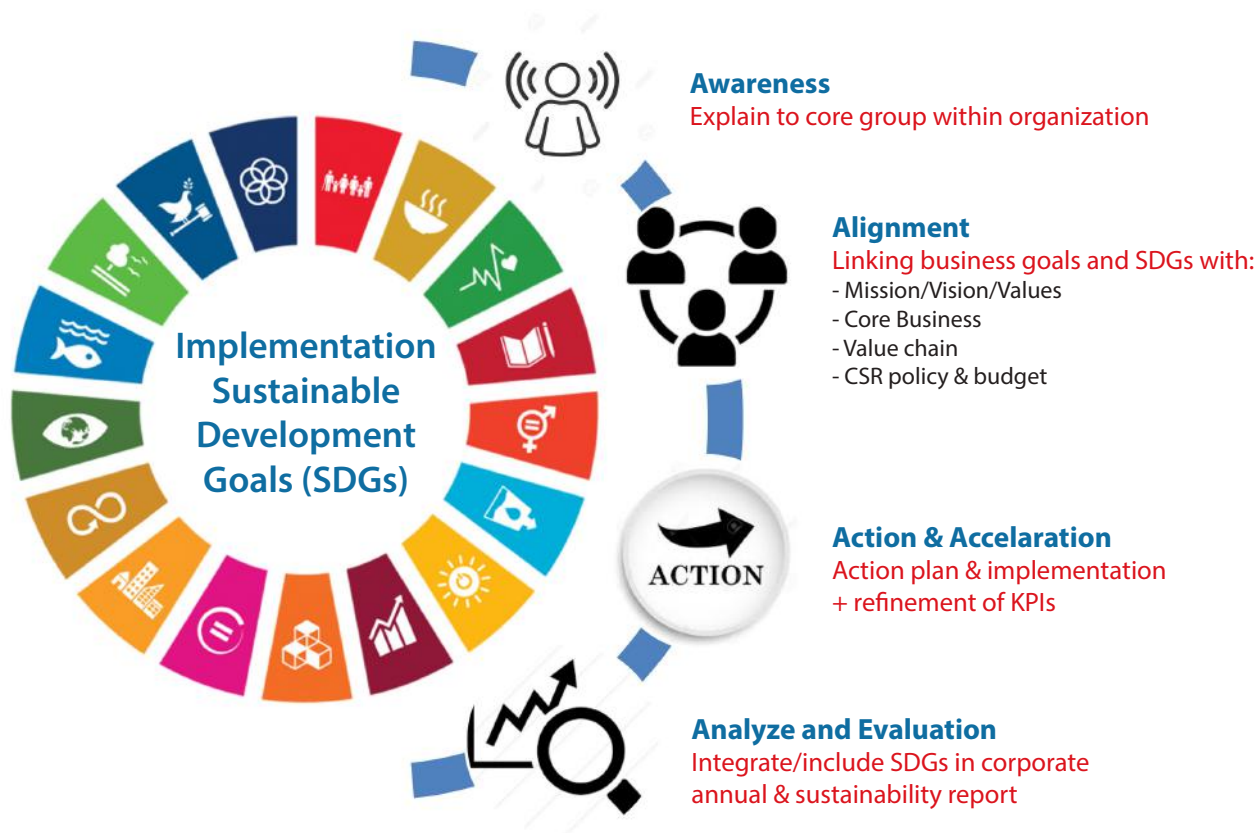 Implementation
Sustainable
Development
Goals (SDGs)
Awareness
Explain to core group within organization
Alignment
Linking business goals and SDGs with:
- Mission/Vision/Values
- Core Business
- Value chain
- CSR policy & budget
ACTION
Action & Accelaration
Action plan & implementation
+ refinement of KPIs
Analyze and Evaluation
Integrate/include SDGs in corporate
annual & sustainability report